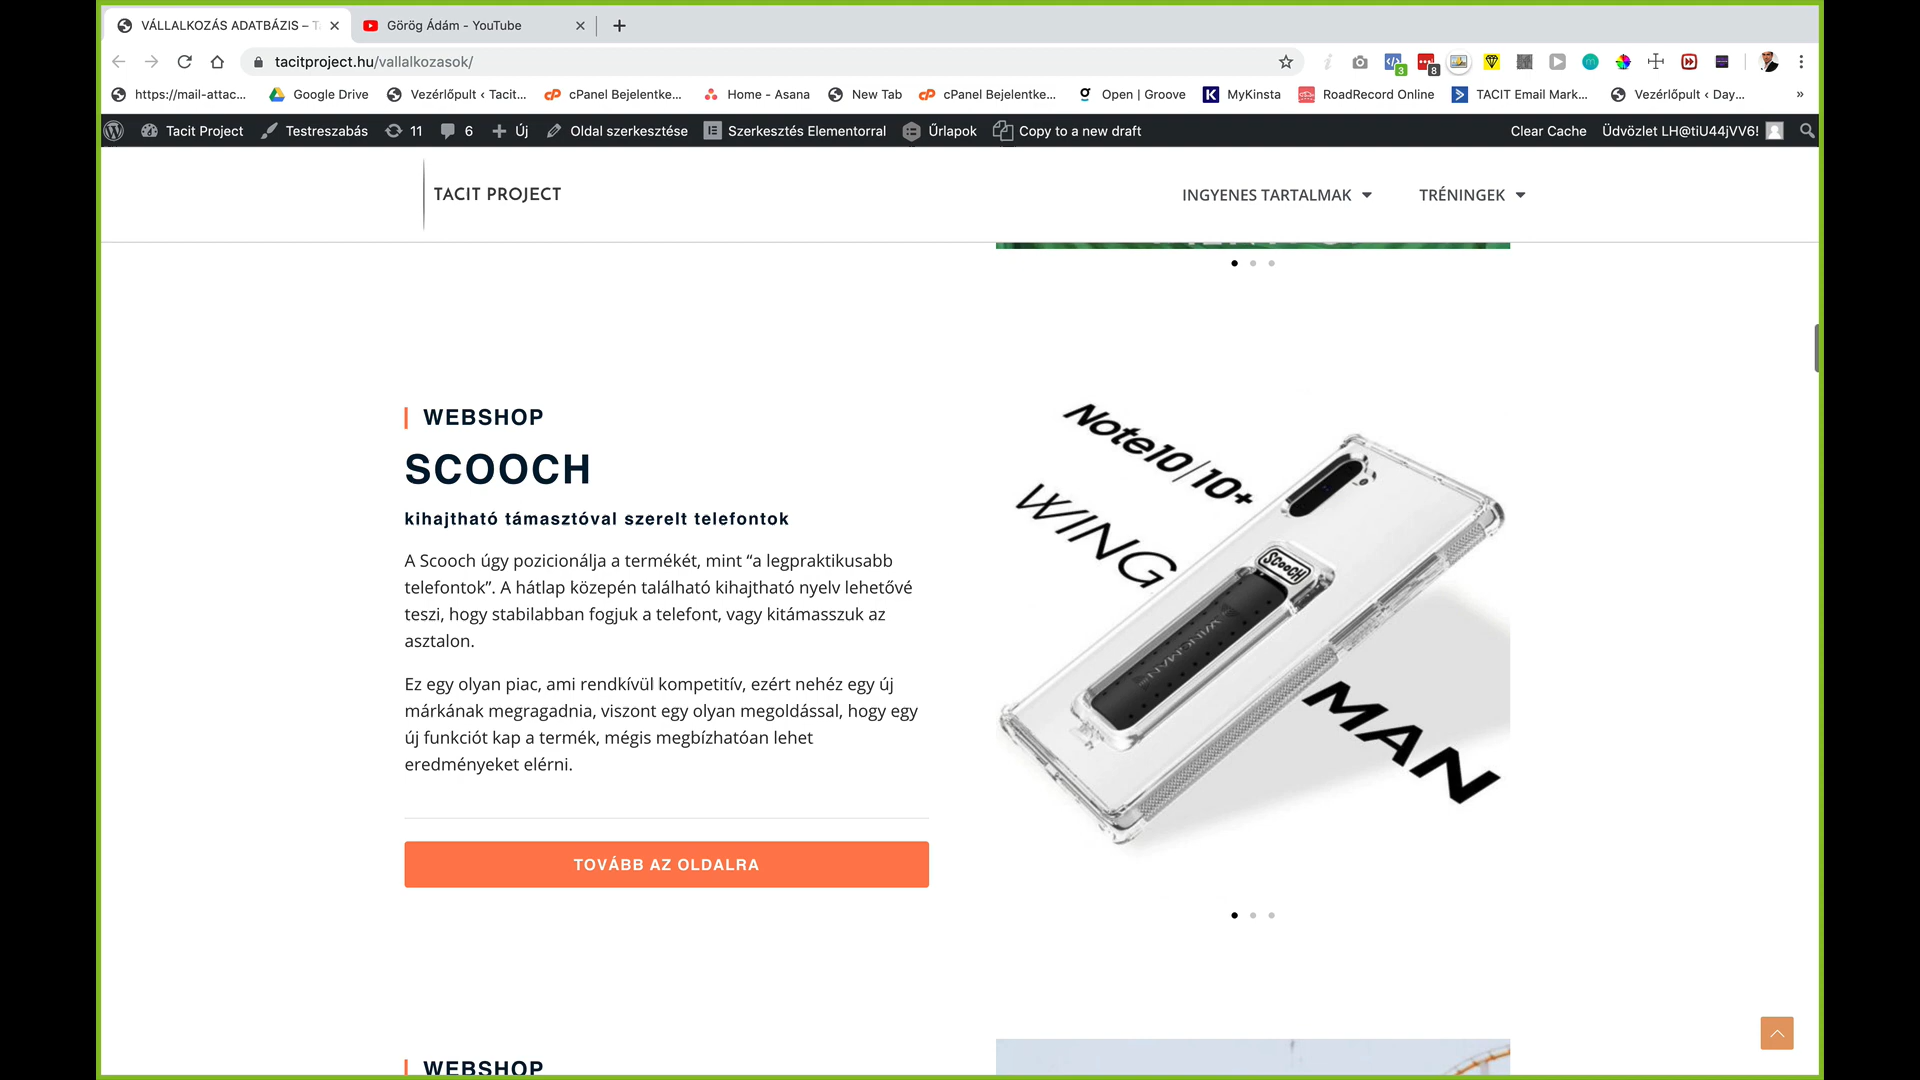 VÁLLALKOZÁS ADATBÁZIS – T
Görög Ádám - YouTube
tacitproject.hu/vallalkozasok/
3
8
https://mail-attac...
Google Drive
Vezérlőpult ‹ Tacit...
cPanel Bejelentke...
Home - Asana
New Tab
cPanel Bejelentke...
Open | Groove
MyKinsta
RoadRecord Online
TACIT Email Mark...
Vezérlőpult ‹ Day...
»
Tacit Project
Testreszabás
11
6
Új
Oldal szerkesztése
Szerkesztés Elementorral
Űrlapok
Copy to a new draft
Clear Cache
Üdvözlet LH@tiU44jVV6!
TACIT PROJECT
INGYENES TARTALMAK
TRÉNINGEK
WEBSHOP
SCOOCH
kihajtható támasztóval szerelt telefontok
A Scooch úgy pozicionálja a termékét, mint “a legpraktikusabb
telefontok”. A hátlap közepén található kihajtható nyelv lehetővé
teszi, hogy stabilabban fogjuk a telefont, vagy kitámasszuk az
asztalon.
Ez egy olyan piac, ami rendkívül kompetitív, ezért nehéz egy új
márkának megragadnia, viszont egy olyan megoldással, hogy egy
új funkciót kap a termék, mégis megbízhatóan lehet
eredményeket elérni.
TOVÁBB AZ OLDALRA
Note10/10+
WING
SCOOCH
WINGMAN
MAN
WEBSHOP